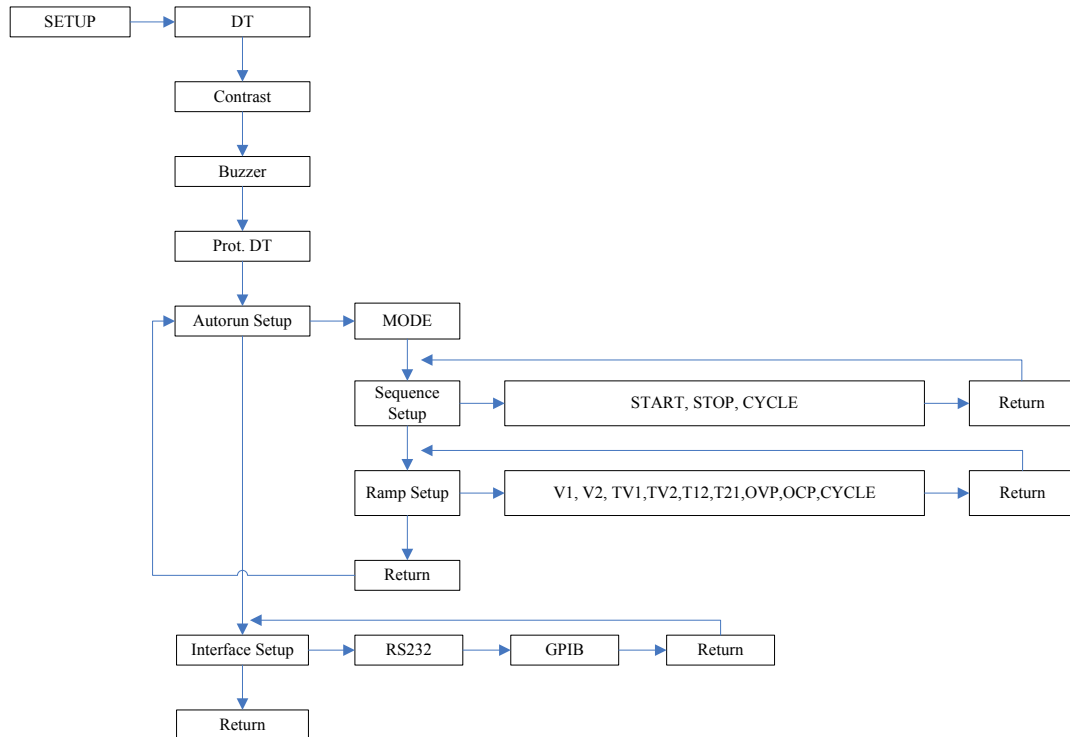 SETUP
DT
Contrast
Buzzer
Prot. DT
Autorun Setup
MODE
Sequence
Setup
START, STOP, CYCLE
Return
Ramp Setup
V1, V2, TV1,TV2,T12,T21,OVP,OCP,CYCLE
Return
Return
Interface Setup
RS232
GPIB
Return
Return